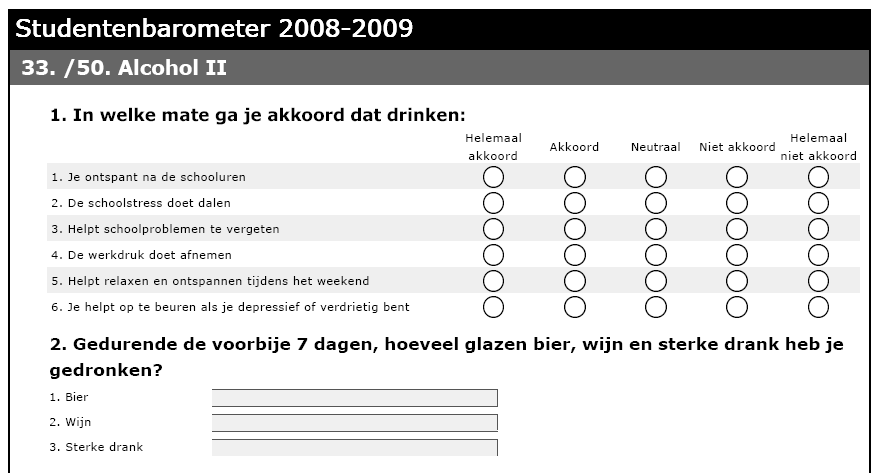 Studentenbarometer 2008-2009
33. /50. Alcohol II
1. In welke mate ga je akkoord dat drinken:
Helemaal akkoord Akkoord Neutraal Niet akkoord Helemaal niet akkoord
1. Je ontspant na de schooluren
2. De schoolstress doet dalen
3. Helpt schoolproblemen te vergeten
4. De werkdruk doet afnemen
5. Helpt relaxen en ontspannen tijdens het weekend
6. Je helpt op te beuren als je depressief of verdrietig bent
2. Gedurende de voorbije 7 dagen, hoeveel glazen bier, wijn en sterke drank heb je
gedronken?
1. Bier
2. Wijn
3. Sterke drank